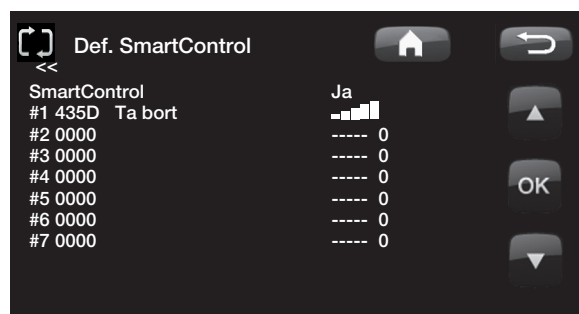 Def. SmartControl
<<
SmartControl Ja
#1 435D Ta bort
#2 0000 ----- 0
#3 0000 ----- 0
#4 0000 ----- 0
#5 0000 ----- 0
#6 0000 ----- 0
#7 0000 ----- 0
OK